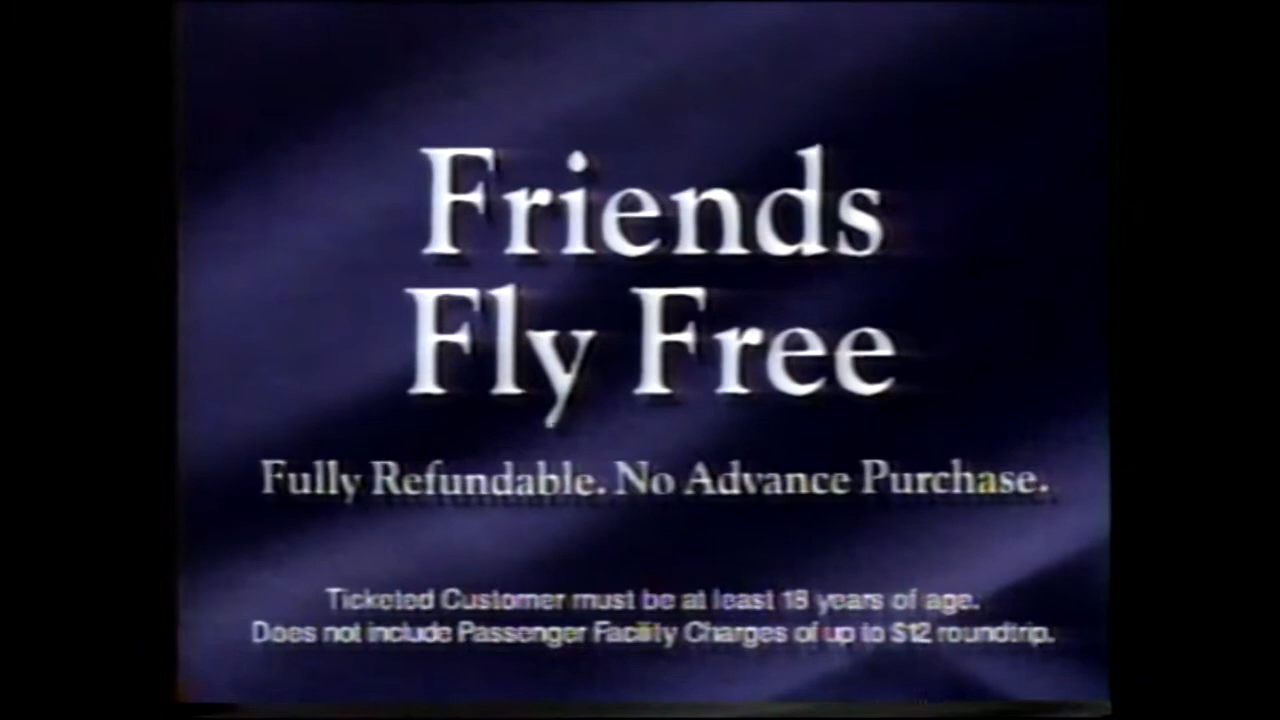 Friends
Fly Free
Fully Refundable. No Advance Purchase.
Ticketed Customer must be at least 18 years of age.
Does not include Passenger Facility Charges of up to $12 roundtrip.